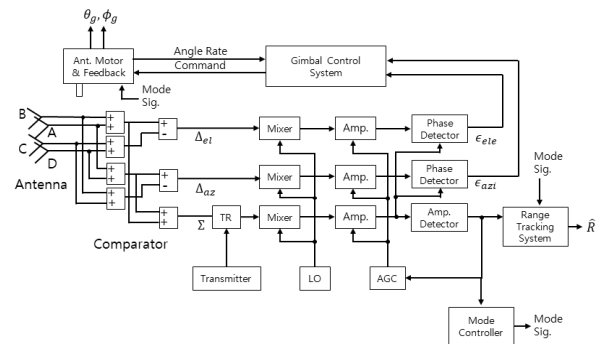 θg, ϕg
Ant. Motor
& Feedback
Angle Rate
Command
Gimbal Control
System
Mode
Sig.
B
A
C
D
Antenna
+
+
+
+
+
+
+
+
Comparator
+
-
+
-
+
+
Δel
Δaz
Σ
TR
Transmitter
Mixer
Mixer
Mixer
LO
Amp.
Amp.
Amp.
AGC
Phase
Detector
Phase
Detector
Amp.
Detector
ϵele
ϵazi
Mode
Sig.
Range
Tracking
System
R̂
Mode
Controller
Mode
Sig.